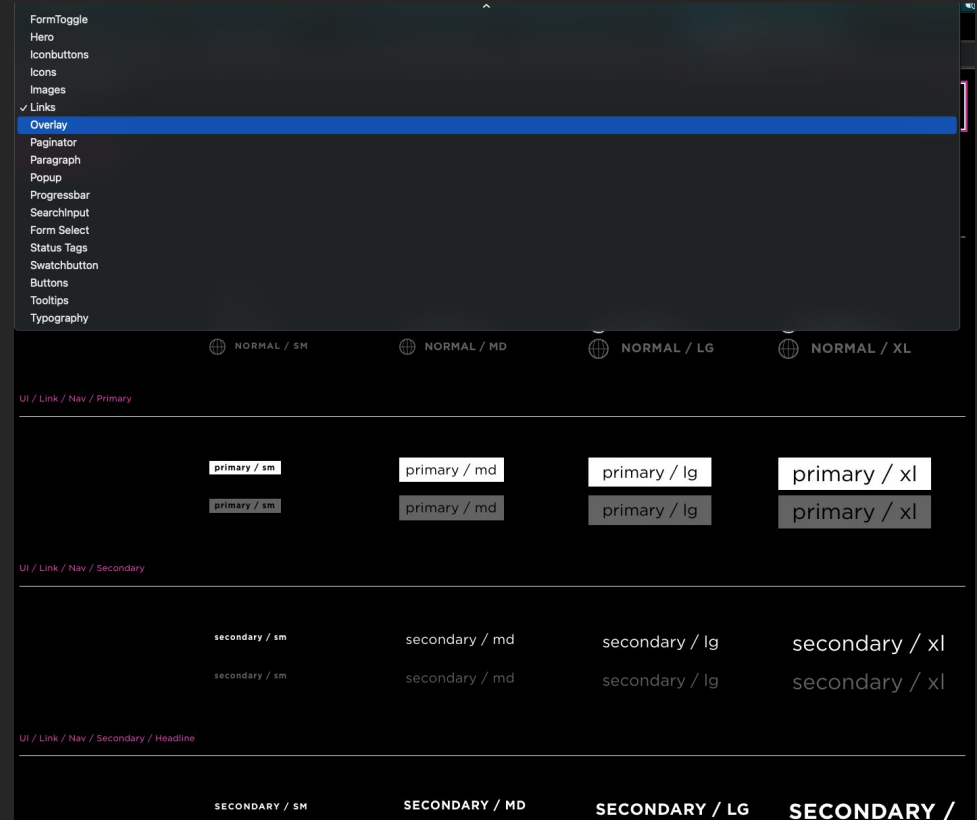 FormToggle
Hero
Iconbuttons
Icons
Images
✓ Links
Overlay
Paginator
Paragraph
Popup
Progressbar
SearchInput
Form Select
Status Tags
Swatchbutton
Buttons
Tooltips
Typography
NORMAL / SM NORMAL / MD NORMAL / LG NORMAL / XL
UI / Link / Nav / Primary
primary / sm primary / md primary / lg primary / xl
primary / sm primary / md primary / lg primary / xl
UI / Link / Nav / Secondary
secondary / sm secondary / md secondary / lg secondary / xl
secondary / sm secondary / md secondary / lg secondary / xl
UI / Link / Nav / Secondary / Headline
SECONDARY / SM SECONDARY / MD SECONDARY / LG SECONDARY /